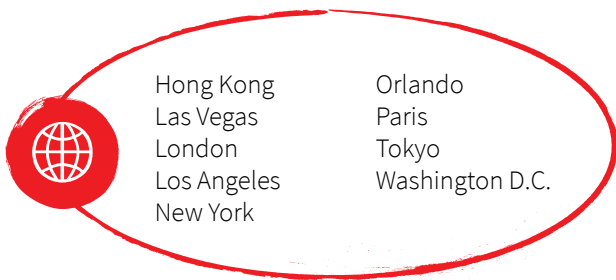 Hong Kong
Las Vegas
London
Los Angeles
New York
Orlando
Paris
Tokyo
Washington D.C.